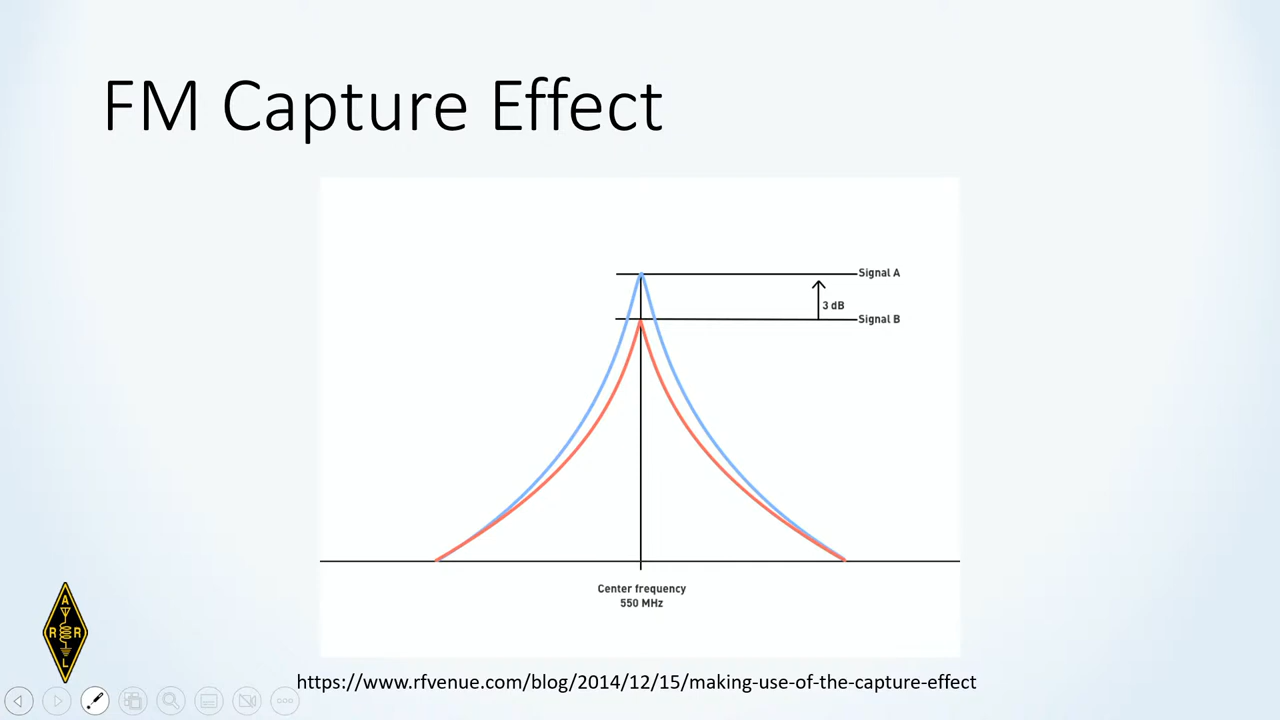 FM Capture Effect
Signal A
3 dB
Signal B
Center frequency
550 MHz
A
R R
L
https://www.rfvenue.com/blog/2014/12/15/making-use-of-the-capture-effect